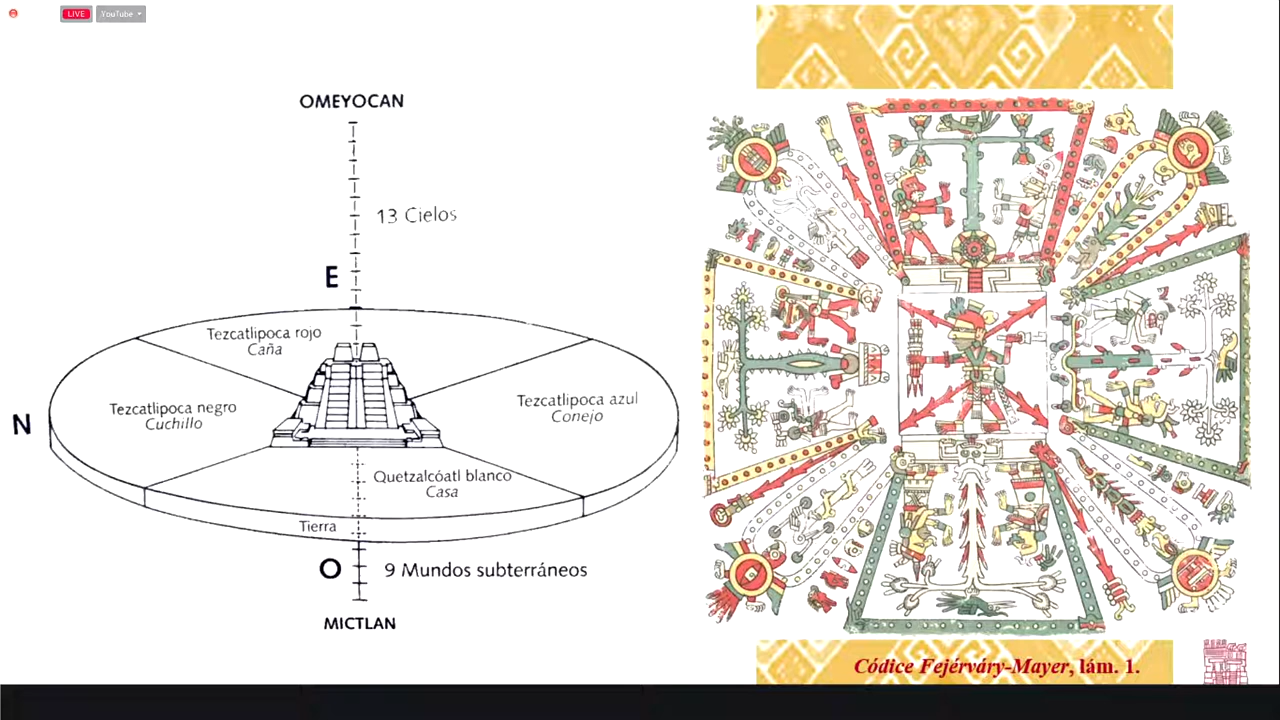 LIVE
YouTube
OMEYOCAN
13 Cielos
E
Tezcatlipoca rojo
Caña
Tezcatlipoca negro
Cuchillo
Tezcatlipoca azul
Conejo
N
Quetzalcóatl blanco
Casa
Tierra
O
9 Mundos subterráneos
MICTLAN
Códice Fejérváry-Mayer, lám. 1.